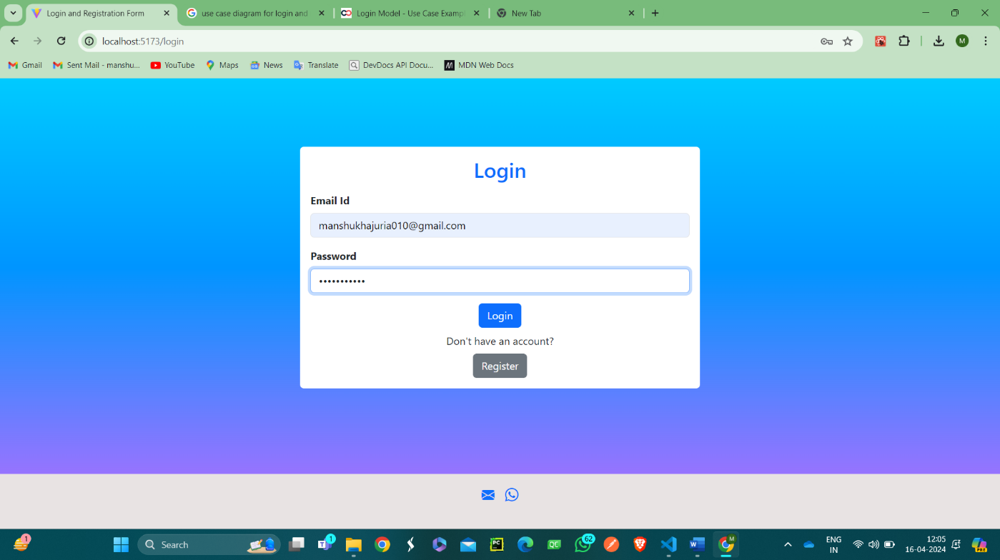 Login and Registration Form
use case diagram for login and
Login Model - Use Case Exampl
New Tab
localhost:5173/login
M
Gmail
Sent Mail - manshu...
YouTube
Maps
News
Translate
DevDocs API Docu...
MDN Web Docs
Login
Email Id
manshukhajuria010@gmail.com
Password
•••••••••••
Login
Don't have an account?
Register
1
Search
1
PC
QC
62
M
ENG
IN
12:05
16-04-2024
PRE